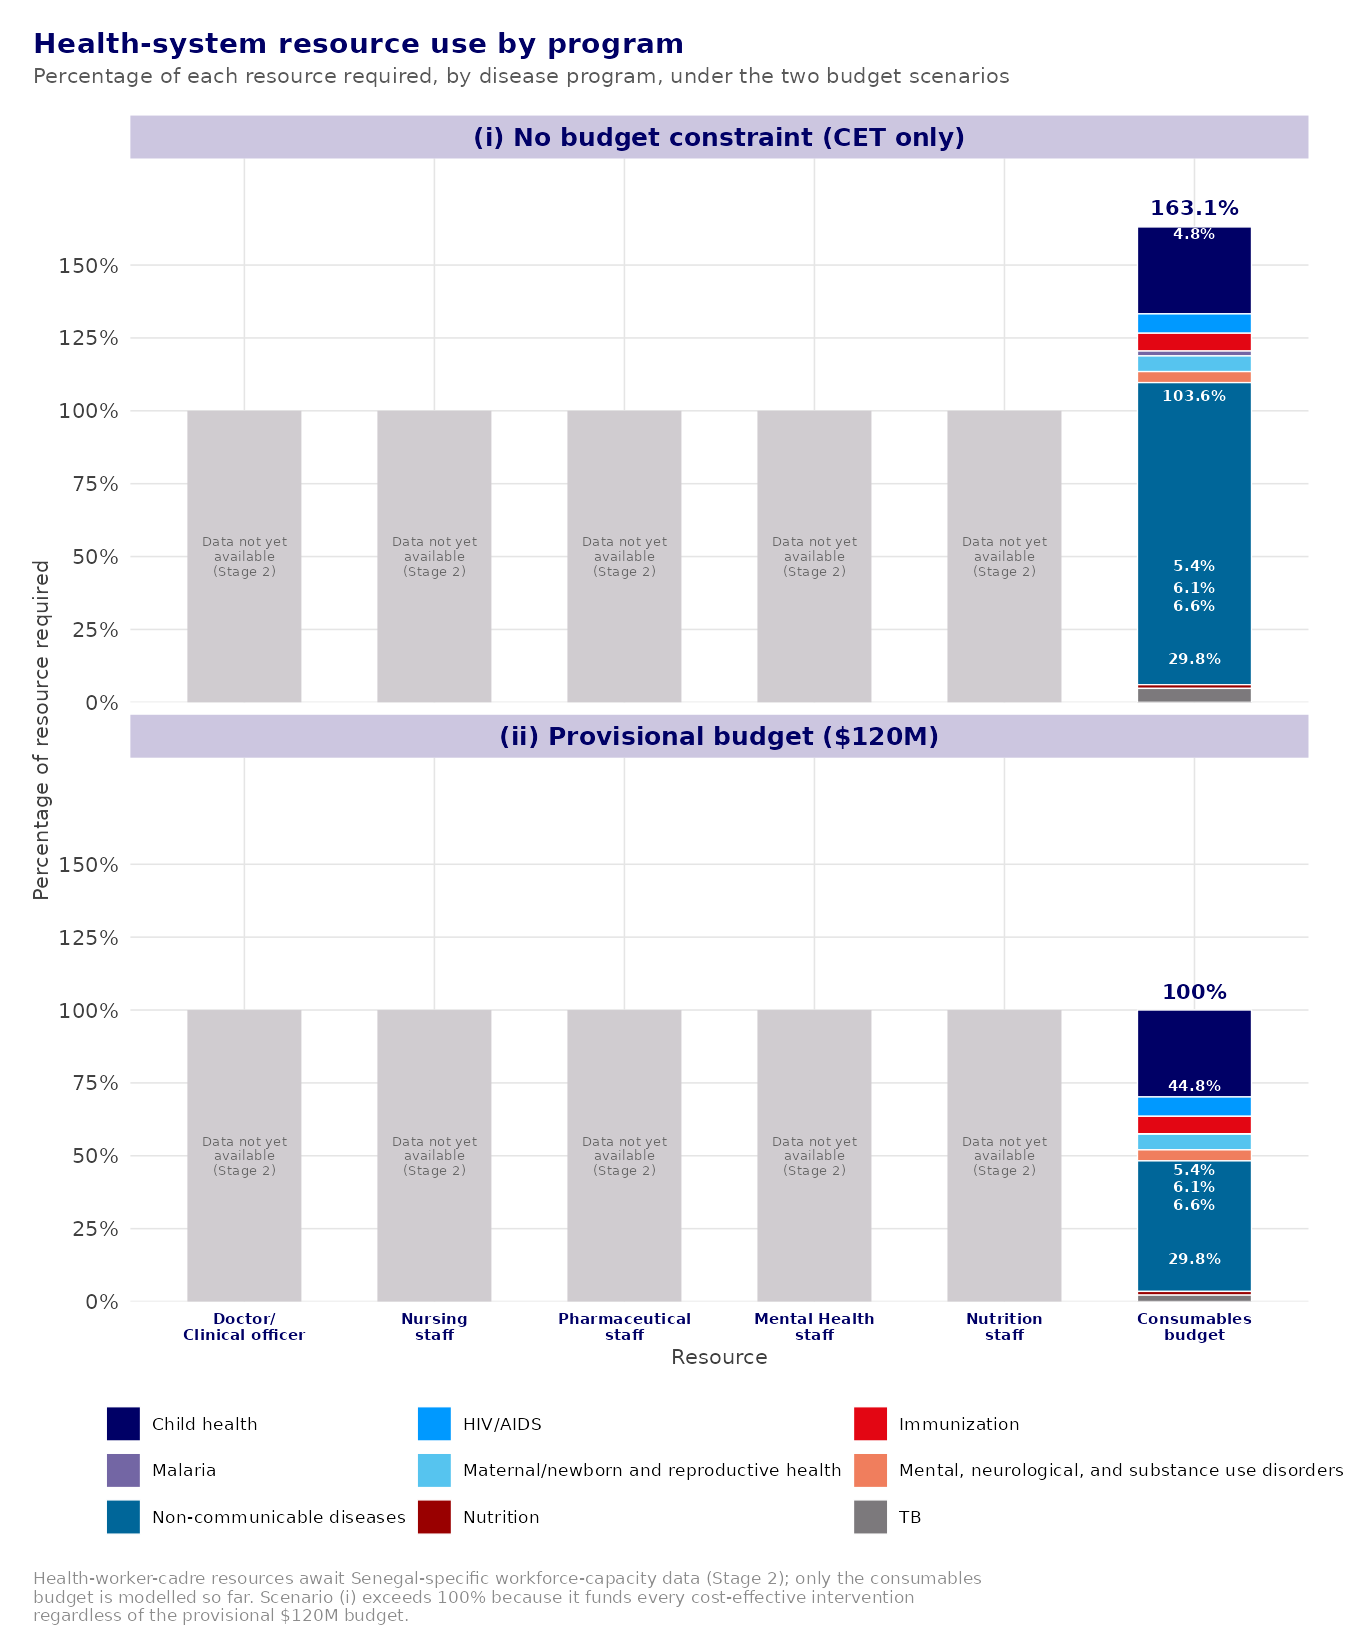 Health-system resource use by program
Percentage of each resource required, by disease program, under the two budget scenarios
(i) No budget constraint (CET only)
163.1%
4.8%
150%
125%
100%
103.6%
75%
Data not yet
available
(Stage 2)
Data not yet
available
(Stage 2)
Data not yet
available
(Stage 2)
Data not yet
available
(Stage 2)
Data not yet
available
(Stage 2)
50%
5.4%
6.1%
6.6%
25%
29.8%
0%
Percentage of resource required
(ii) Provisional budget ($120M)
150%
125%
100%
100%
75%
44.8%
Data not yet
available
(Stage 2)
Data not yet
available
(Stage 2)
Data not yet
available
(Stage 2)
Data not yet
available
(Stage 2)
Data not yet
available
(Stage 2)
50%
5.4%
6.1%
6.6%
25%
29.8%
0%
Doctor/
Clinical officer
Nursing
staff
Pharmaceutical
staff
Mental Health
staff
Nutrition
staff
Consumables
budget
Resource
Child health
HIV/AIDS
Immunization
Malaria
Maternal/newborn and reproductive health
Mental, neurological, and substance use disorders
Non-communicable diseases
Nutrition
TB
Health-worker-cadre resources await Senegal-specific workforce-capacity data (Stage 2); only the consumables
budget is modelled so far. Scenario (i) exceeds 100% because it funds every cost-effective intervention
regardless of the provisional $120M budget.